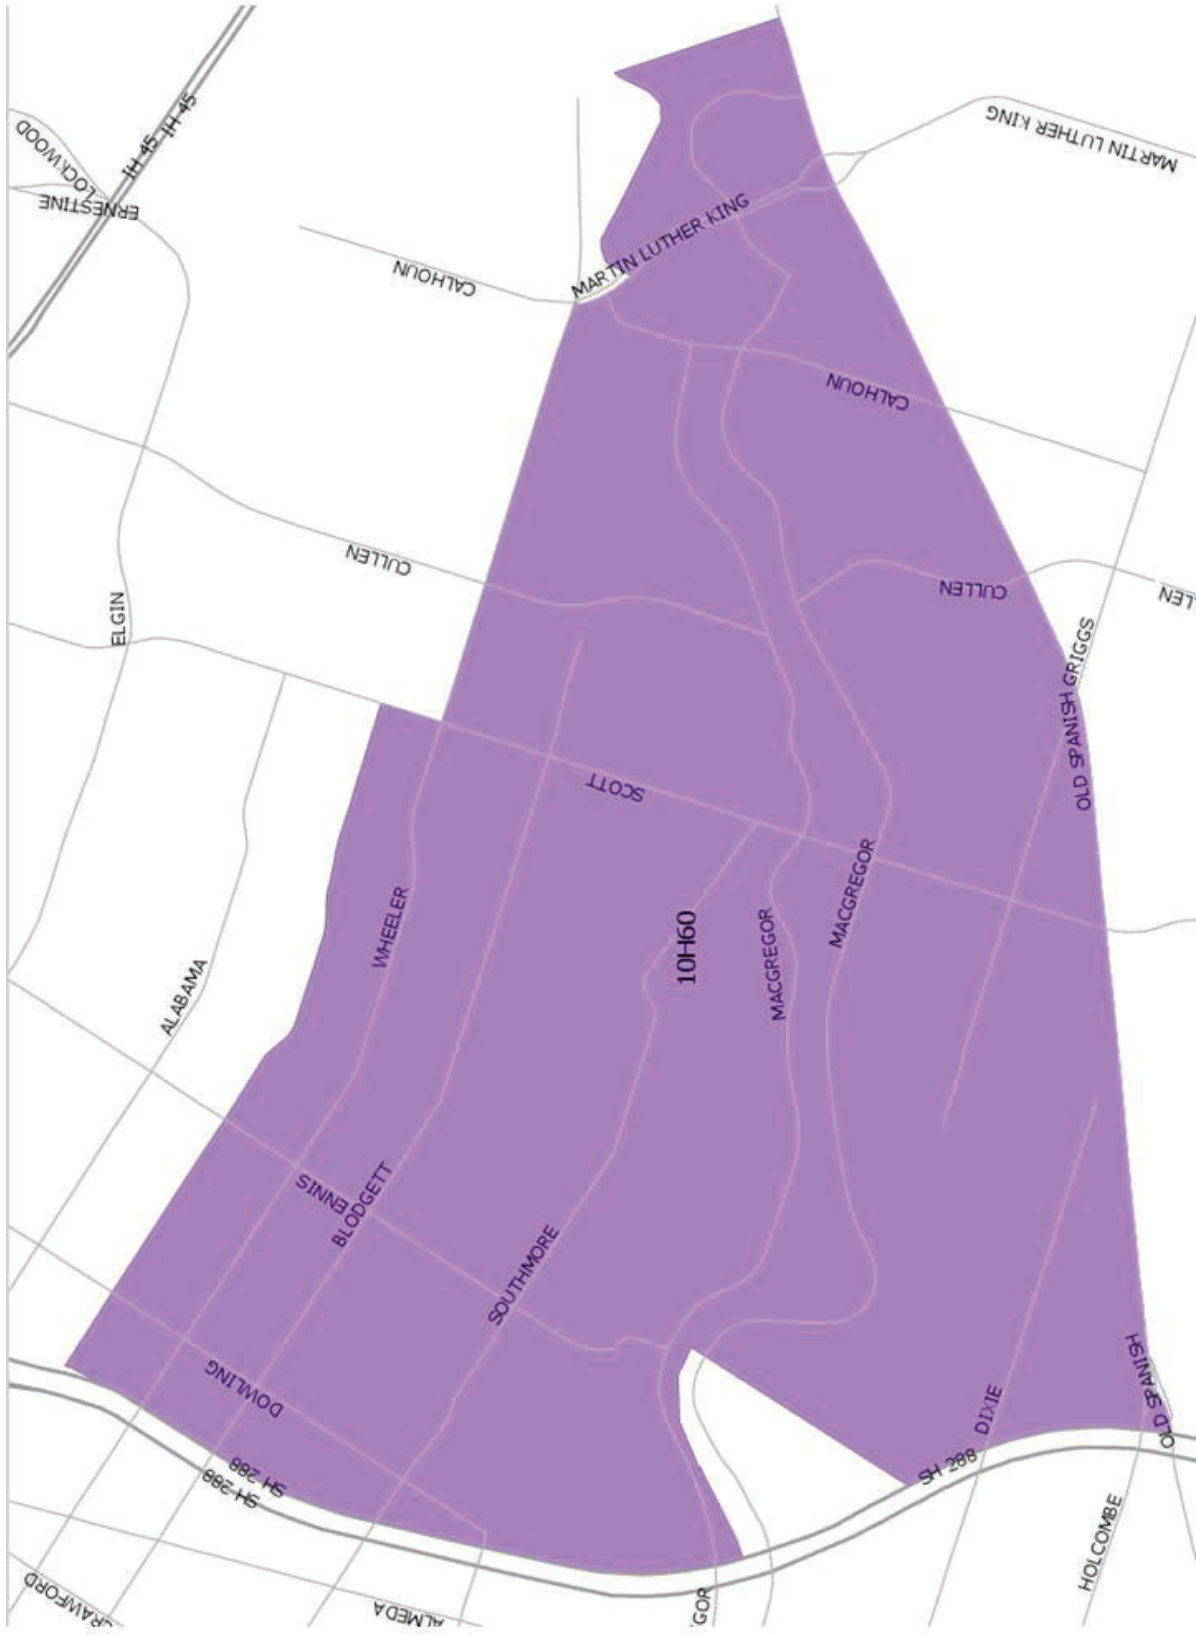 IH 45
IH 45
LOCKWOOD
ERNESTINE
MARTIN LUTHER KING
MARTIN LUTHER KING
CALHOUN
CALHOUN
CULLEN
CULLEN
LLEN
ELGIN
OLD SPANISH
GRIGGS
SCOTT
WHEELER
10H60
MACGREGOR
MACGREGOR
ALABAMA
ENNIS
BLODGETT
SOUTHMORE
DOWLING
DIXIE
OLD SPANISH
SH 288
SH 288
SH 288
HOLCOMBE
CRAWFORD
ALMEDA
GOR